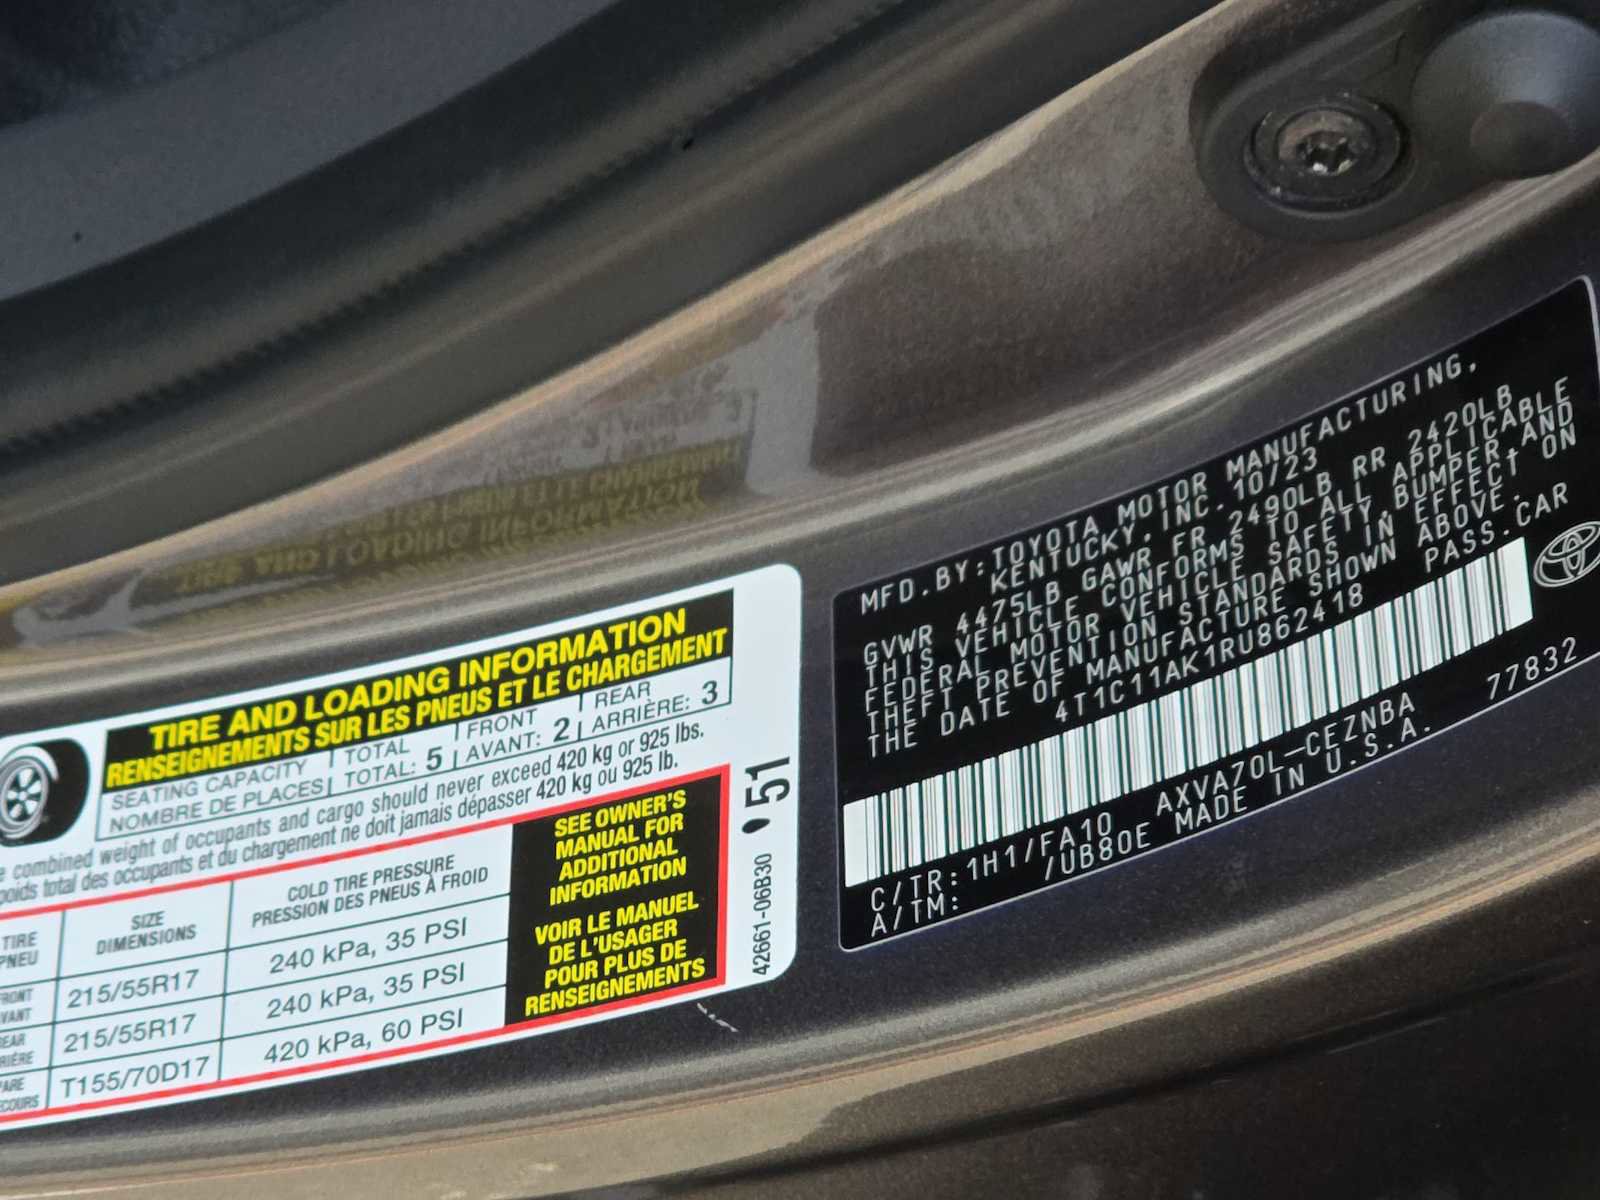 TIRE AND LOADING INFORMATION
RENSEIGNEMENTS SUR LES PNEUS ET LE CHARGEMENT
SEATING CAPACITY
NOMBRE DE PLACES
TOTAL
TOTAL: 5
FRONT
AVANT: 2
REAR
ARRIÈRE: 3
combined weight of occupants and cargo should never exceed 420 kg or 925 lbs.
poids total des occupants et du chargement ne doit jamais dépasser 420 kg ou 925 lb.
TIRE
PNEU
SIZE
DIMENSIONS
COLD TIRE PRESSURE
PRESSION DES PNEUS À FROID
215/55R17
240 kPa, 35 PSI
215/55R17
240 kPa, 35 PSI
T155/70D17
420 kPa, 60 PSI
SEE OWNER'S
MANUAL FOR
ADDITIONAL
INFORMATION
VOIR LE MANUEL
DE L'USAGER
POUR PLUS DE
RENSEIGNEMENTS
42661-06B30
51
MFD.BY:TOYOTA MOTOR MANUFACTURING,
KENTUCKY, INC. 10/23
GVWR 4475LB GAWR FR 2490LB RR 2420LB
THIS VEHICLE CONFORMS TO ALL APPLICABLE
FEDERAL MOTOR VEHICLE SAFETY,BUMPER,AND
THEFT PREVENTION STANDARDS IN EFFECT ON
THE DATE OF MANUFACTURE SHOWN ABOVE.
4T1C11AK1RU862418 PASS.CAR
77832
C/TR:1H1/FA10 AXVA70L-CEZNBA
A/TM: /UB80E MADE IN U.S.A.